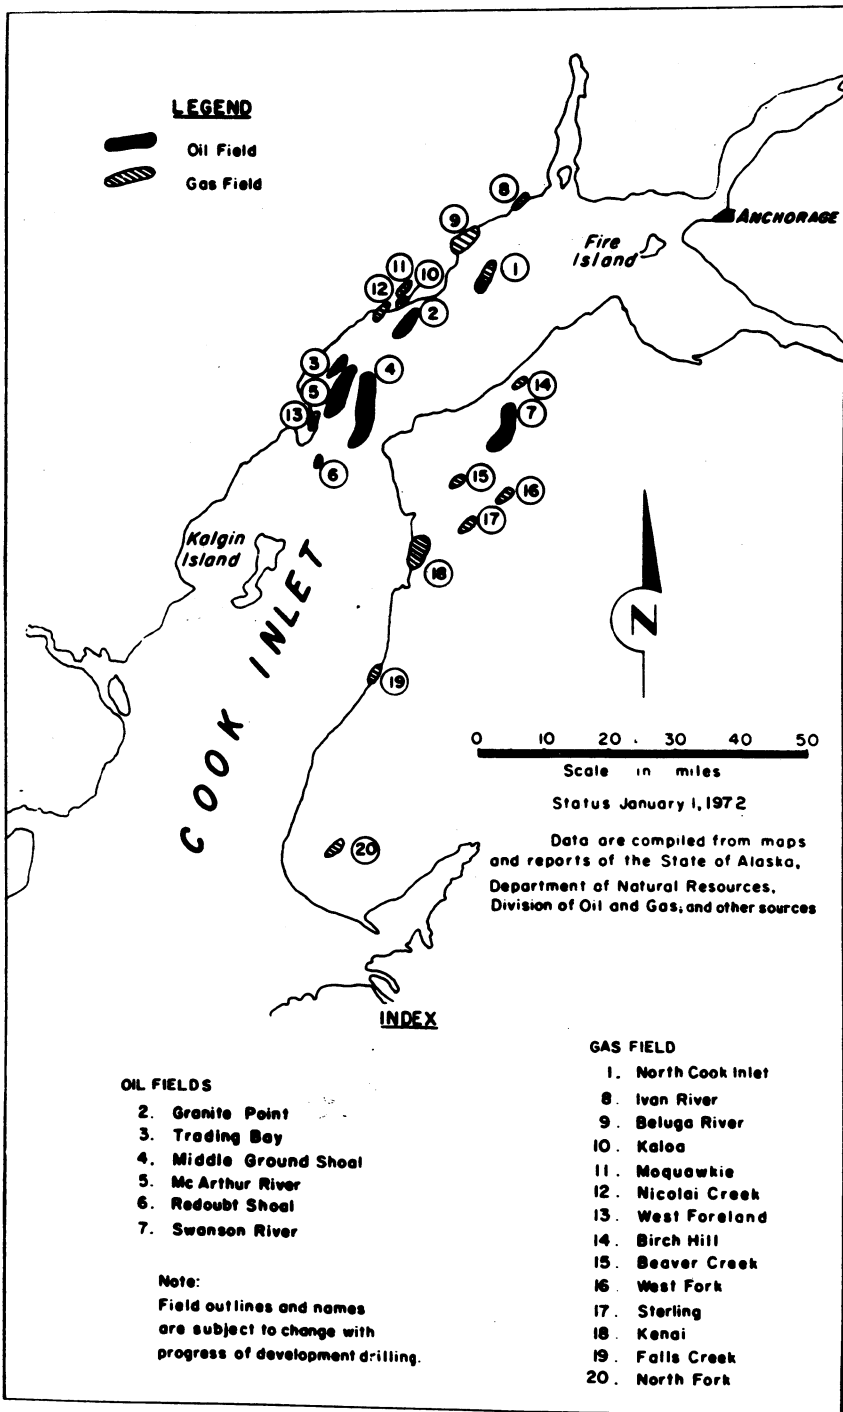 LEGEND
Oil Field
Gas Field
8
9
ANCHORAGE
Fire
Island
11
10
12
1
2
3
4
5
14
13
7
6
15
16
17
Kalgin
Island
18
COOK INLET
N
19
0 10 20 30 40 50
Scale in miles
Status January 1, 1972
20
Data are compiled from maps
and reports of the State of Alaska,
Department of Natural Resources,
Division of Oil and Gas, and other sources
INDEX
OIL FIELDS
2. Granite Point
3. Trading Bay
4. Middle Ground Shoal
5. Mc Arthur River
6. Redoubt Shoal
7. Swanson River
Note:
Field outlines and names
are subject to change with
progress of development drilling.
GAS FIELD
1. North Cook Inlet
8. Ivan River
9. Beluga River
10. Kaloa
11. Moquawkie
12. Nicolai Creek
13. West Foreland
14. Birch Hill
15. Beaver Creek
16. West Fork
17. Sterling
18. Kenai
19. Falls Creek
20. North Fork